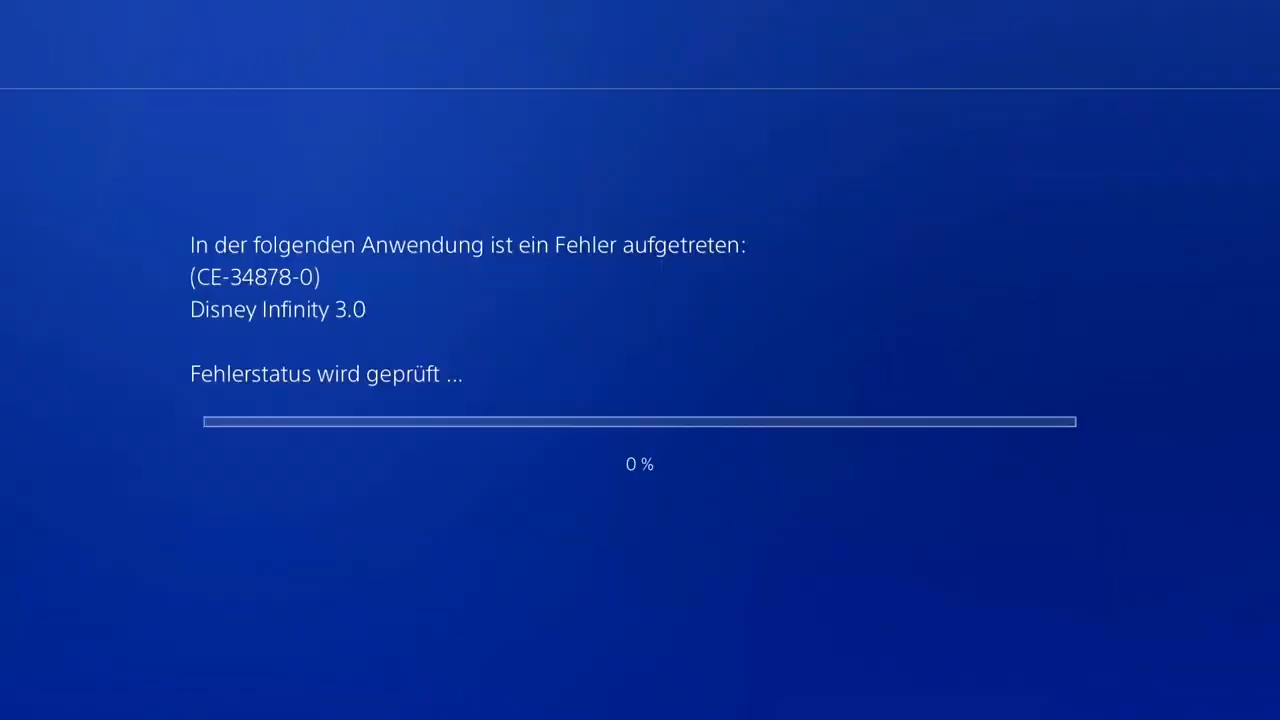 In der folgenden Anwendung ist ein Fehler aufgetreten:
(CE-34878-0)
Disney Infinity 3.0
Fehlerstatus wird geprüft ...
0 %